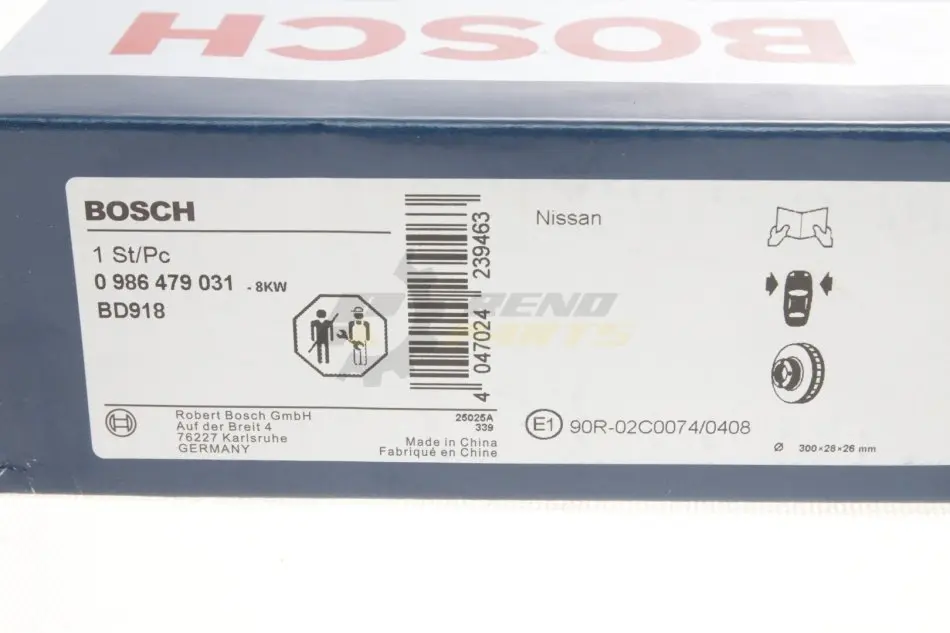 BOSCH
BOSCH
1 St/Pc
0 986 479 031 - 8KW
BD918
4 047024 239463
Nissan
TREND
PARTS
Robert Bosch GmbH
Auf der Breit 4
76227 Karlsruhe
GERMANY
25025A
339
Made in China
Fabriqué en Chine
E1 90R-02C0074/0408
Ø 300×28×26 mm